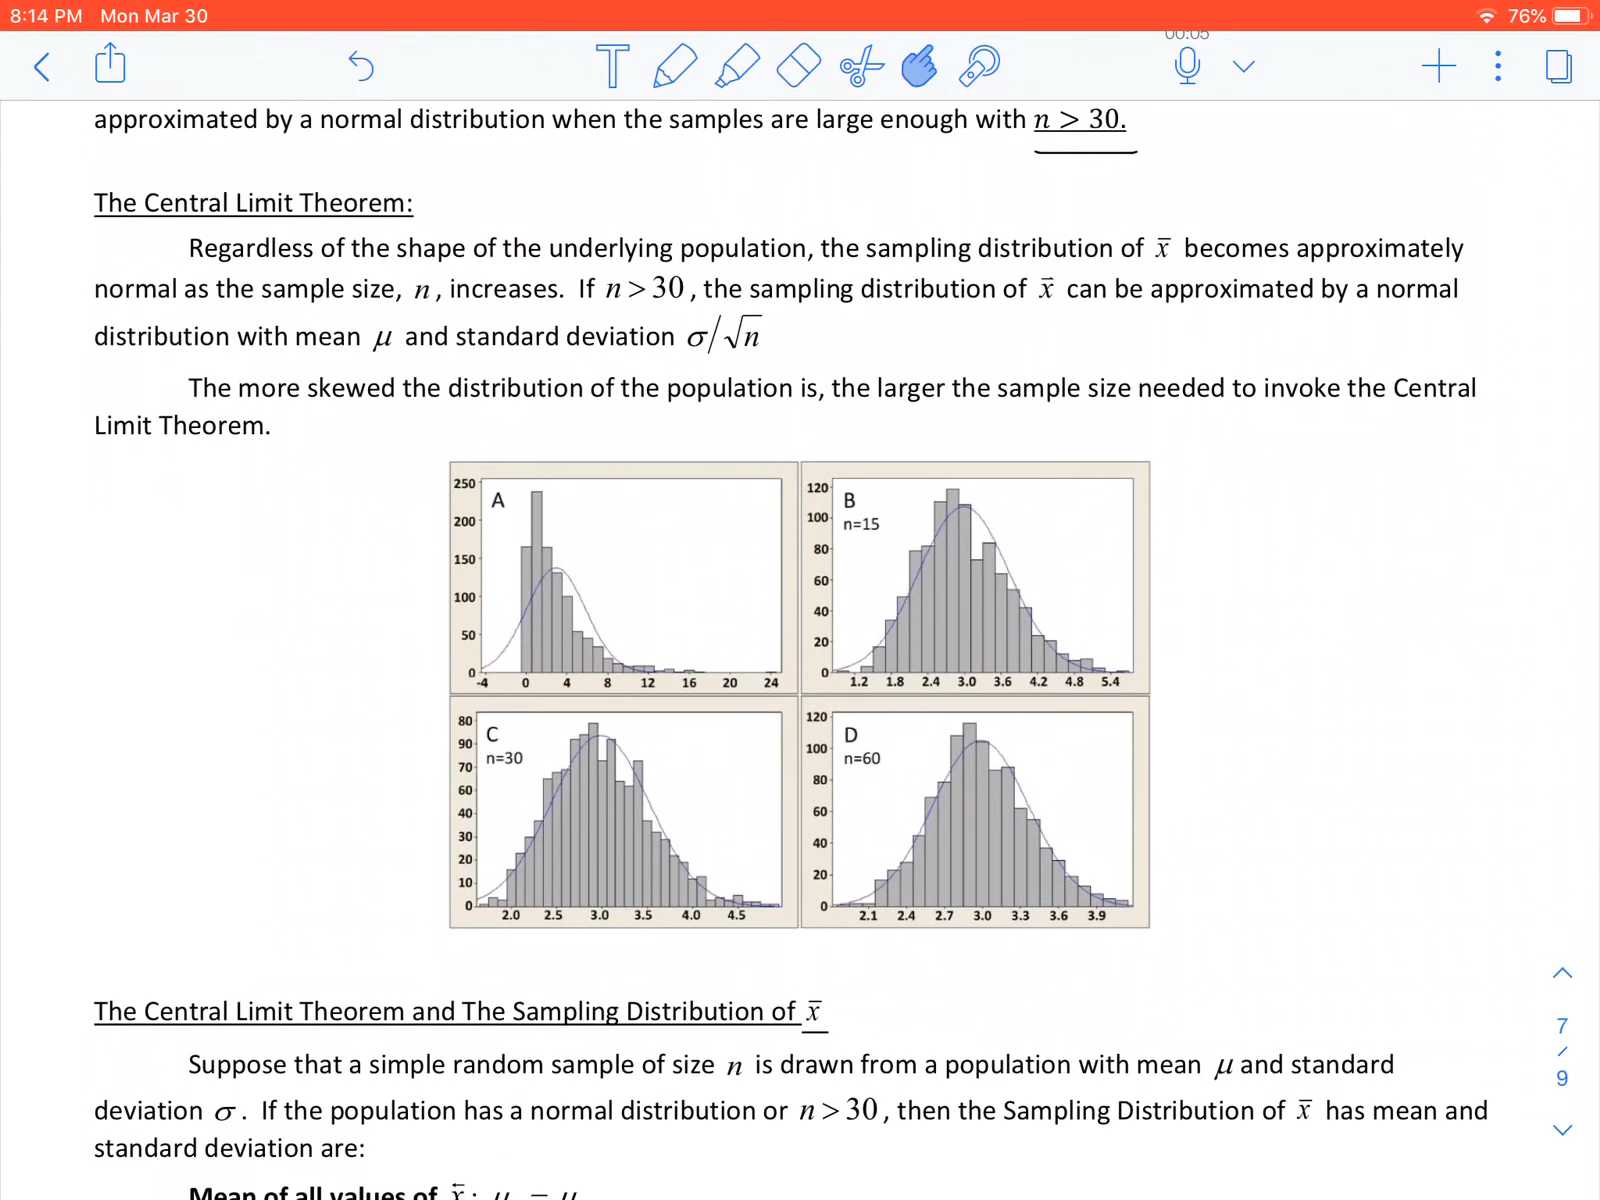 8:14 PM Mon Mar 30 76%
00:05
T
approximated by a normal distribution when the samples are large enough with n > 30.
The Central Limit Theorem:
Regardless of the shape of the underlying population, the sampling distribution of x̄ becomes approximately
normal as the sample size, n, increases. If n > 30, the sampling distribution of x̄ can be approximated by a normal
distribution with mean μ and standard deviation σ/√n
The more skewed the distribution of the population is, the larger the sample size needed to invoke the Central
Limit Theorem.
A
250
200
150
100
50
0
-4 0 4 8 12 16 20 24
B
n=15
120
100
80
60
40
20
0
1.2 1.8 2.4 3.0 3.6 4.2 4.8 5.4
C
n=30
80
90
70
60
40
30
20
10
0
2.0 2.5 3.0 3.5 4.0 4.5
D
n=60
120
100
80
60
40
20
0
2.1 2.4 2.7 3.0 3.3 3.6 3.9
The Central Limit Theorem and The Sampling Distribution of x̄
Suppose that a simple random sample of size n is drawn from a population with mean μ and standard
deviation σ. If the population has a normal distribution or n > 30, then the Sampling Distribution of x̄ has mean and
standard deviation are:
Mean of all values of x̄: μ = μ
7
/
9